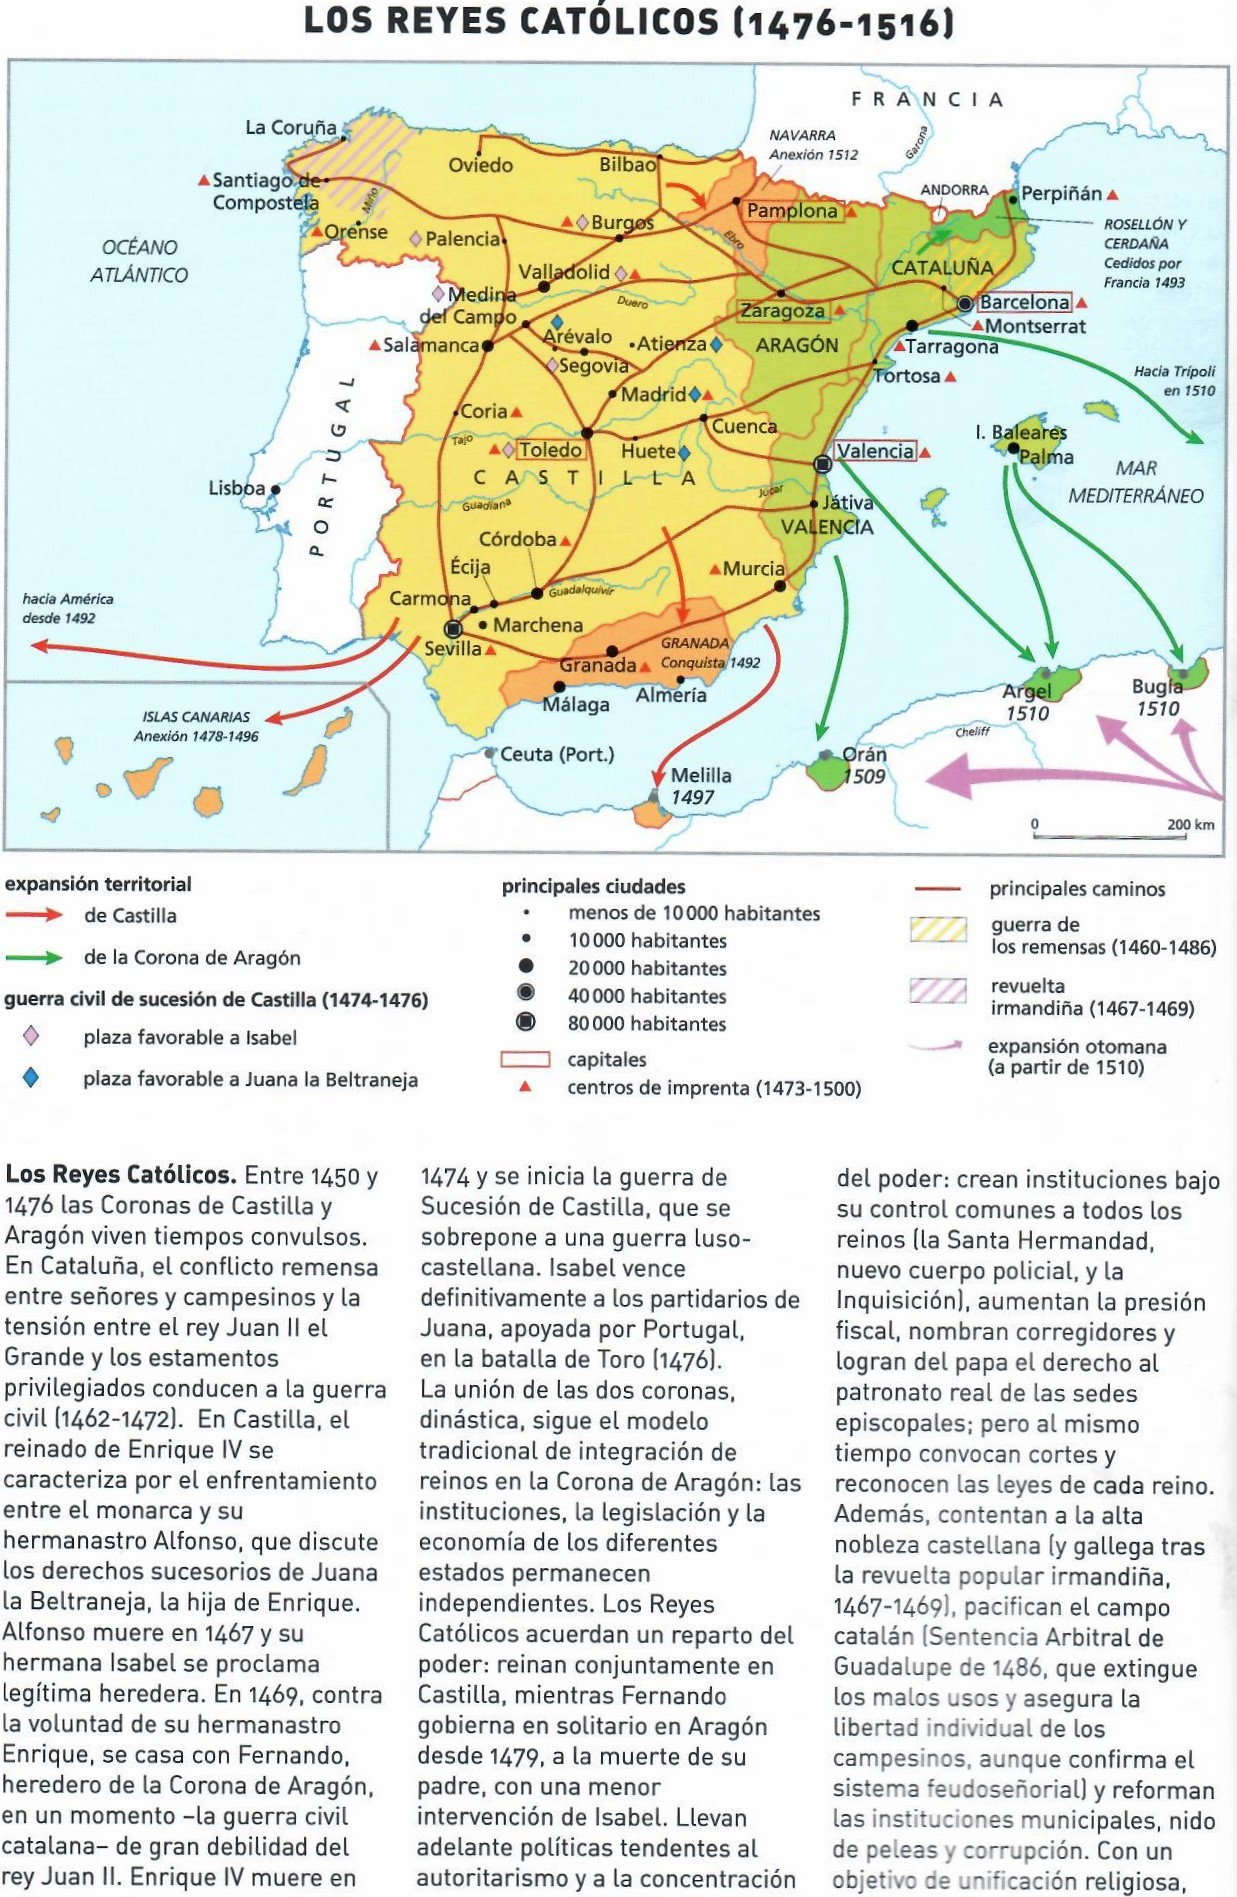 LOS REYES CATÓLICOS (1476-1516)
FRANCIA
Garona
NAVARRA
Anexión 1512
La Coruña
Oviedo
Bilbao
ANDORRA
Perpiñán
Santiago de
Compostela
Miño
Pamplona
ROSELLÓN Y
CERDAÑA
Cedidos por
Francia 1493
Orense
Palencia
Burgos
Ebro
OCÉANO
ATLÁNTICO
CATALUÑA
Valladolid
Medina
del Campo
Duero
Zaragoza
Barcelona
Montserrat
Arévalo
Atienza
ARAGÓN
Salamanca
Tarragona
Segovia
Tortosa
Hacia Trípoli
en 1510
Madrid
Coria
Cuenca
I. Baleares
Palma
Tajo
Toledo
Huete
Valencia
MAR
MEDITERRÁNEO
CASTILLA
PORTUGAL
Lisboa
Guadiana
Júcar
Játiva
VALENCIA
Córdoba
Écija
Murcia
Guadalquivir
Carmona
hacia América
desde 1492
Marchena
Sevilla
GRANADA
Conquista 1492
Granada
Málaga
Almería
Argel
1510
Bugía
1510
ISLAS CANARIAS
Anexión 1478-1496
Cheliff
Ceuta (Port.)
Orán
1509
Melilla
1497
0 200 km
expansión territorial
de Castilla
de la Corona de Aragón
guerra civil de sucesión de Castilla (1474-1476)
plaza favorable a Isabel
plaza favorable a Juana la Beltraneja
principales ciudades
menos de 10 000 habitantes
10 000 habitantes
20 000 habitantes
40 000 habitantes
80 000 habitantes
capitales
centros de imprenta (1473-1500)
principales caminos
guerra de
los remensas (1460-1486)
revuelta
irmandiña (1467-1469)
expansión otomana
(a partir de 1510)
Los Reyes Católicos. Entre 1450 y
1476 las Coronas de Castilla y
Aragón viven tiempos convulsos.
En Cataluña, el conflicto remensa
entre señores y campesinos y la
tensión entre el rey Juan II el
Grande y los estamentos
privilegiados conducen a la guerra
civil (1462-1472). En Castilla, el
reinado de Enrique IV se
caracteriza por el enfrentamiento
entre el monarca y su
hermanastro Alfonso, que discute
los derechos sucesorios de Juana
la Beltraneja, la hija de Enrique.
Alfonso muere en 1467 y su
hermana Isabel se proclama
legítima heredera. En 1469, contra
la voluntad de su hermanastro
Enrique, se casa con Fernando,
heredero de la Corona de Aragón,
en un momento –la guerra civil
catalana– de gran debilidad del
rey Juan II. Enrique IV muere en
1474 y se inicia la guerra de
Sucesión de Castilla, que se
sobrepone a una guerra luso-
castellana. Isabel vence
definitivamente a los partidarios de
Juana, apoyada por Portugal,
en la batalla de Toro (1476).
La unión de las dos coronas,
dinástica, sigue el modelo
tradicional de integración de
reinos en la Corona de Aragón: las
instituciones, la legislación y la
economía de los diferentes
estados permanecen
independientes. Los Reyes
Católicos acuerdan un reparto del
poder: reinan conjuntamente en
Castilla, mientras Fernando
gobierna en solitario en Aragón
desde 1479, a la muerte de su
padre, con una menor
intervención de Isabel. Llevan
adelante políticas tendentes al
autoritarismo y a la concentración
del poder: crean instituciones bajo
su control comunes a todos los
reinos (la Santa Hermandad,
nuevo cuerpo policial, y la
Inquisición), aumentan la presión
fiscal, nombran corregidores y
logran del papa el derecho al
patronato real de las sedes
episcopales; pero al mismo
tiempo convocan cortes y
reconocen las leyes de cada reino.
Además, contentan a la alta
nobleza castellana (y gallega tras
la revuelta popular irmandiña,
1467-1469), pacifican el campo
catalán (Sentencia Arbitral de
Guadalupe de 1486, que extingue
los malos usos y asegura la
libertad individual de los
campesinos, aunque confirma el
sistema feudoseñorial) y reforman
las instituciones municipales, nido
de peleas y corrupción. Con un
objetivo de unificación religiosa,